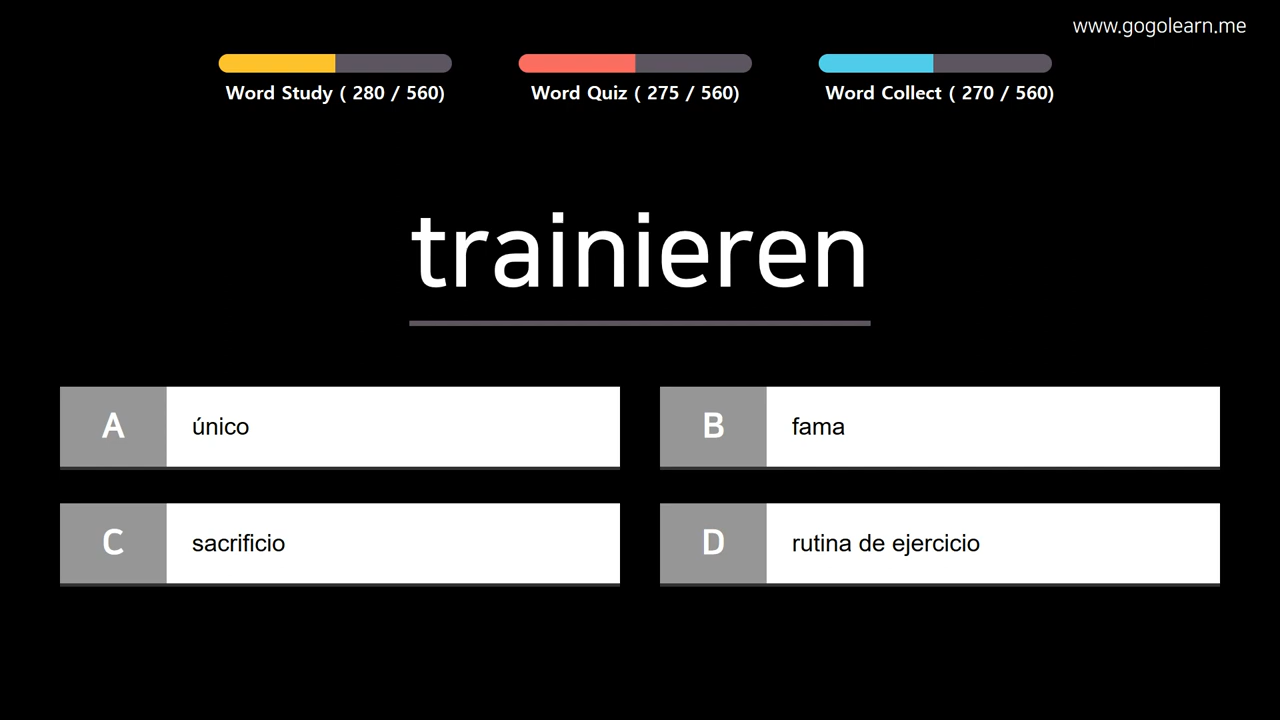 www.gogolearn.me
Word Study ( 280 / 560)
Word Quiz ( 275 / 560)
Word Collect ( 270 / 560)
trainieren
A único
B fama
C sacrificio
D rutina de ejercicio